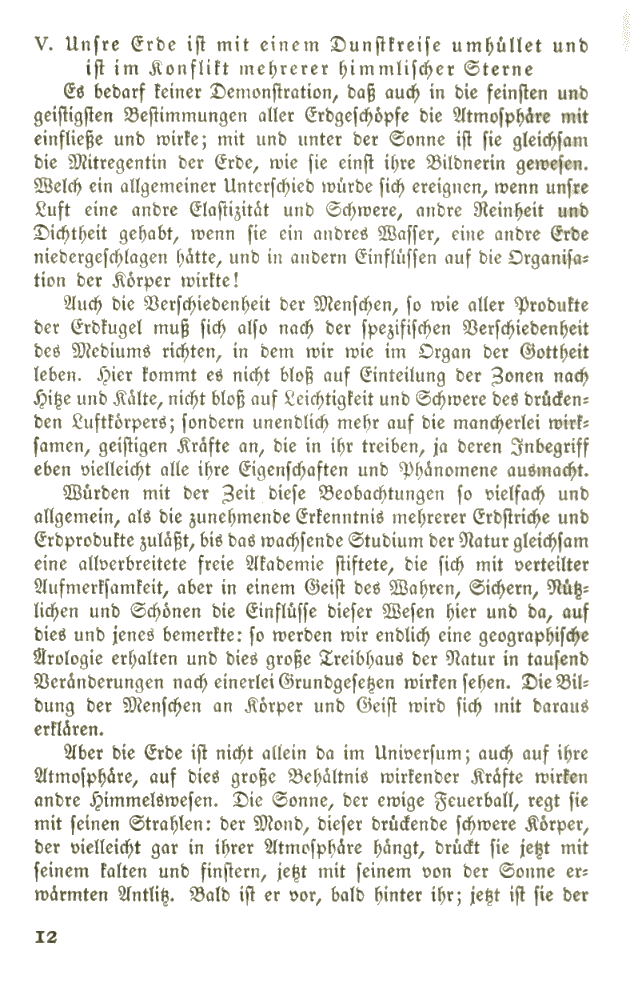 V. Unsre Erde ist mit einem Dunstkreise umhüllet und
ist im Konflikt mehrerer himmlischer Sterne
Es bedarf keiner Demonstration, daß auch in die feinsten und
geistigsten Bestimmungen aller Erdgeschöpfe die Atmosphäre mit
einfließe und wirke; mit und unter der Sonne ist sie gleichsam
die Mitregentin der Erde, wie sie einst ihre Bildnerin gewesen.
Welch ein allgemeiner Unterschied würde sich ereignen, wenn unsre
Luft eine andre Elastizität und Schwere, andre Reinheit und
Dichtheit gehabt, wenn sie ein andres Wasser, eine andre Erde
niedergeschlagen hätte, und in andern Einflüssen auf die Organisa-
tion der Körper wirkte!
Auch die Verschiedenheit der Menschen, so wie aller Produkte
der Erdkugel muß sich also nach der spezifischen Verschiedenheit
des Mediums richten, in dem wir wie im Organ der Gottheit
leben. Hier kommt es nicht bloß auf Einteilung der Zonen nach
Hitze und Kälte, nicht bloß auf Leichtigkeit und Schwere des drücken-
den Luftkörpers; sondern unendlich mehr auf die mancherlei wirk-
samen, geistigen Kräfte an, die in ihr treiben, ja deren Inbegriff
eben vielleicht alle ihre Eigenschaften und Phänomene ausmacht.
Würden mit der Zeit diese Beobachtungen so vielfach und
allgemein, als die zunehmende Erkenntnis mehrerer Erdstriche und
Erdprodukte zuläßt, bis das wachsende Studium der Natur gleichsam
eine allverbreitete freie Akademie stiftete, die sich mit verteilter
Aufmerksamkeit, aber in einem Geist des Wahren, Sichern, Nütz-
lichen und Schönen die Einflüsse dieser Wesen hier und da, auf
dies und jenes bemerkte: so werden wir endlich eine geographische
Ärologie erhalten und dies große Treibhaus der Natur in tausend
Veränderungen nach einerlei Grundgesetzen wirken sehen. Die Bil-
dung der Menschen an Körper und Geist wird sich mit daraus
erklären.
Aber die Erde ist nicht allein da im Universum; auch auf ihre
Atmosphäre, auf dies große Behältnis wirkender Kräfte wirken
andre Himmelswesen. Die Sonne, der ewige Feuerball, regt sie
mit seinen Strahlen: der Mond, dieser drückende schwere Körper,
der vielleicht gar in ihrer Atmosphäre hängt, drückt sie jetzt mit
seinem kalten und finstern, jetzt mit seinem von der Sonne er-
wärmten Antlitz. Bald ist er vor, bald hinter ihr; jetzt ist sie der
12